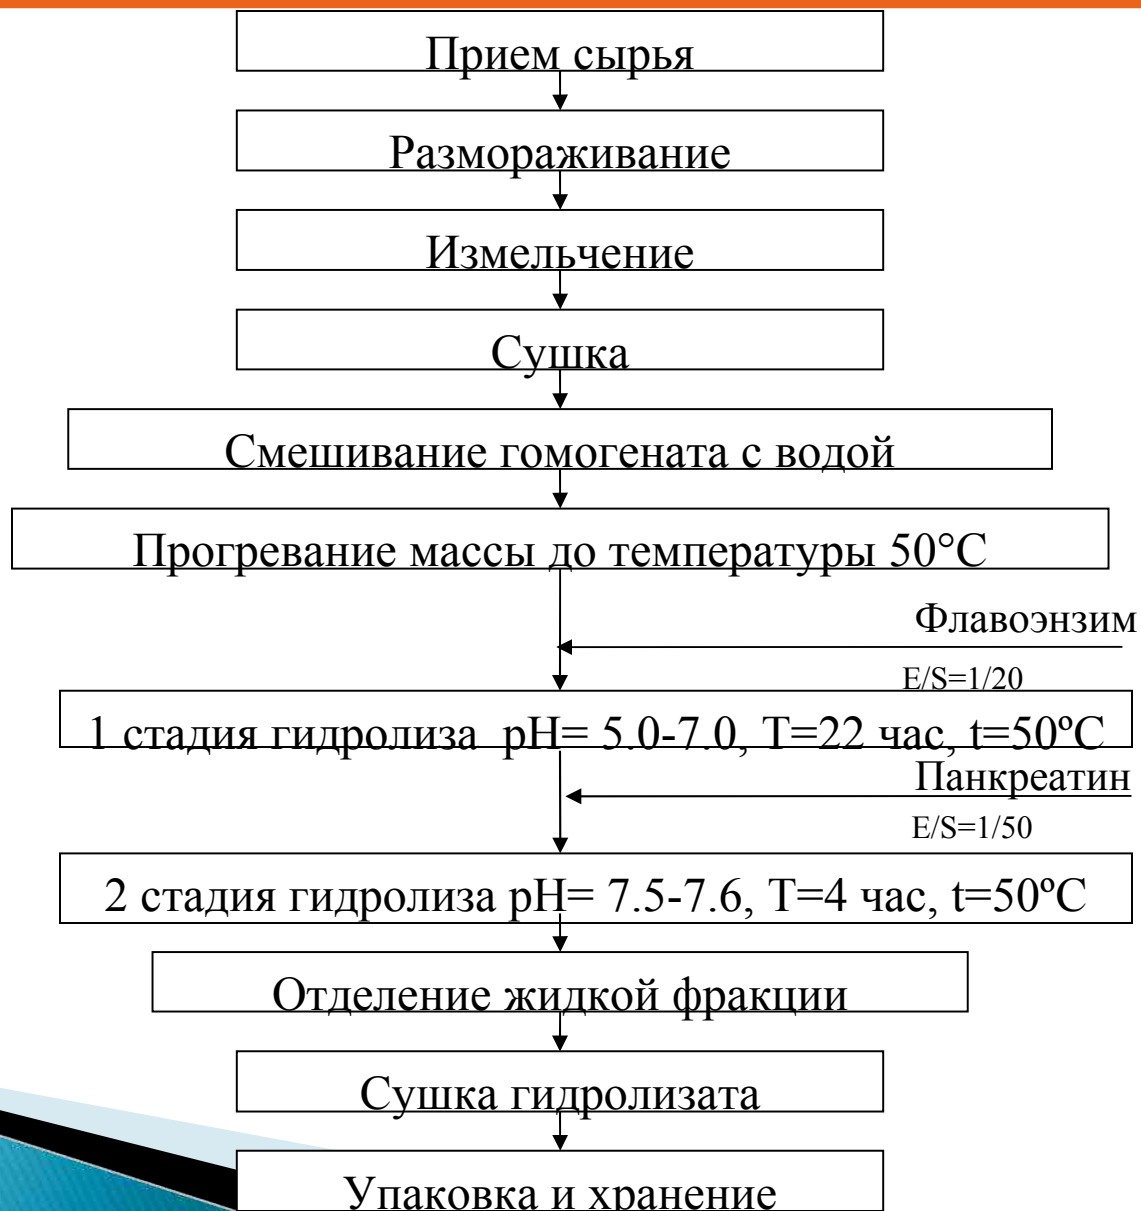 Прием сырья
Размораживание
Измельчение
Сушка
Смешивание гомогената с водой
Прогревание массы до температуры 50°С
Флавоэнзим
E/S=1/20
1 стадия гидролиза pH= 5.0-7.0, T=22 час, t=50ºC
Панкреатин
E/S=1/50
2 стадия гидролиза pH= 7.5-7.6, T=4 час, t=50ºC
Отделение жидкой фракции
Сушка гидролизата
Упаковка и хранение